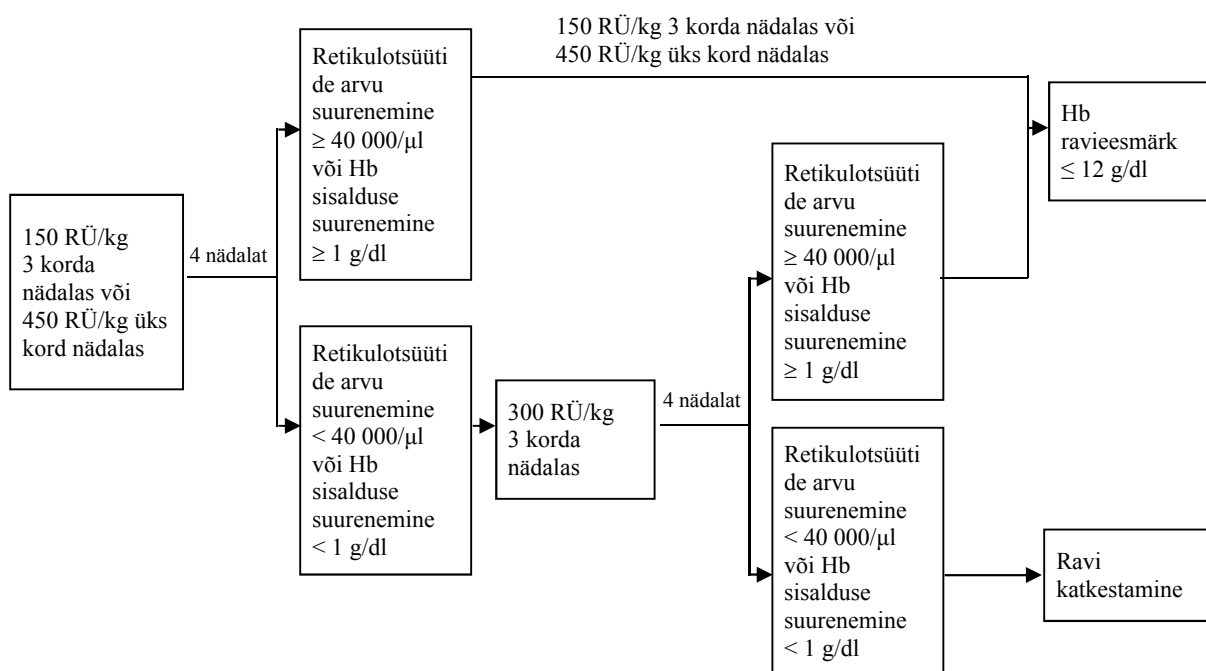 150 RÜ/kg
3 korda
nädalas või
450 RÜ/kg üks
kord nädalas
4 nädalat
Retikulotsüüti
de arvu
suurenemine
≥ 40 000/µl
või Hb
sisalduse
suurenemine
≥ 1 g/dl
150 RÜ/kg 3 korda nädalas või
450 RÜ/kg üks kord nädalas
Retikulotsüüti
de arvu
suurenemine
< 40 000/µl
või Hb
sisalduse
suurenemine
< 1 g/dl
300 RÜ/kg
3 korda
nädalas
4 nädalat
Retikulotsüüti
de arvu
suurenemine
≥ 40 000/µl
või Hb
sisalduse
suurenemine
≥ 1 g/dl
Hb
ravieesmärk
≤ 12 g/dl
Retikulotsüüti
de arvu
suurenemine
< 40 000/µl
või Hb
sisalduse
suurenemine
< 1 g/dl
Ravi
katkestamine